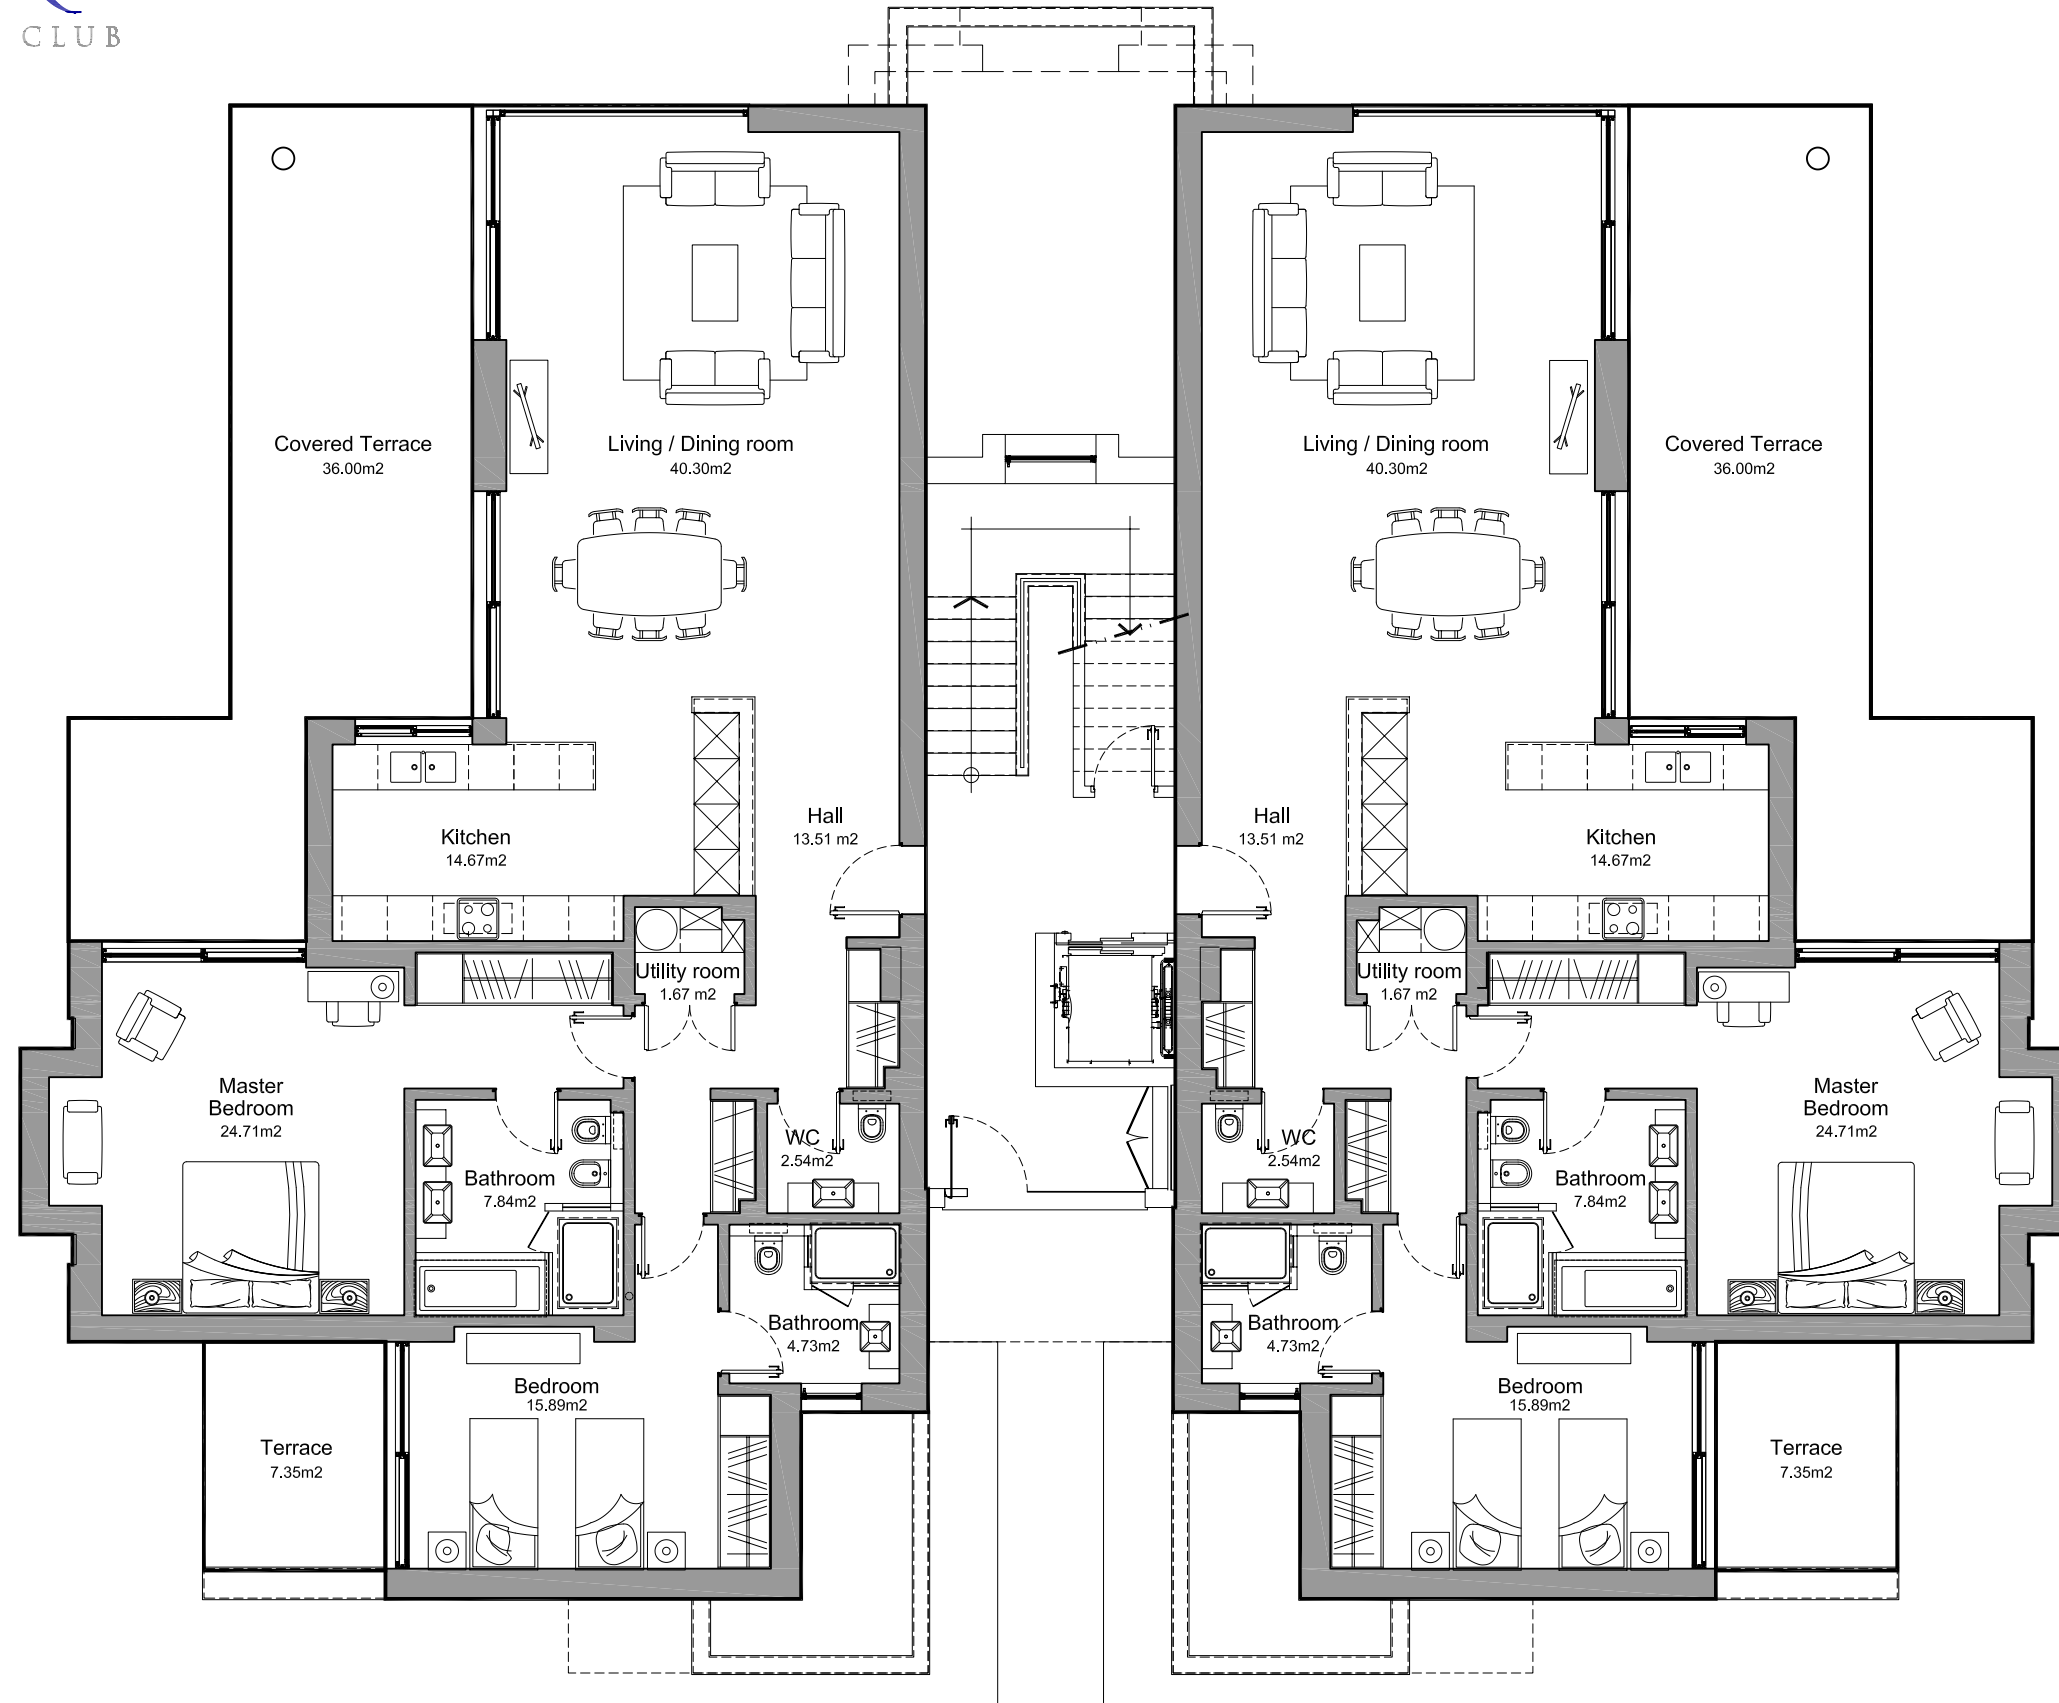 CLUB
Covered Terrace
36.00m2
Living / Dining room
40.30m2
Living / Dining room
40.30m2
Covered Terrace
36.00m2
Kitchen
14.67m2
Hall
13.51 m2
Hall
13.51 m2
Kitchen
14.67m2
Utility room
1.67 m2
Utility room
1.67 m2
Master
Bedroom
24.71m2
Bathroom
7.84m2
WC
2.54m2
WC
2.54m2
Bathroom
7.84m2
Master
Bedroom
24.71m2
Bathroom
4.73m2
Bathroom
4.73m2
Bedroom
15.89m2
Bedroom
15.89m2
Terrace
7.35m2
Terrace
7.35m2